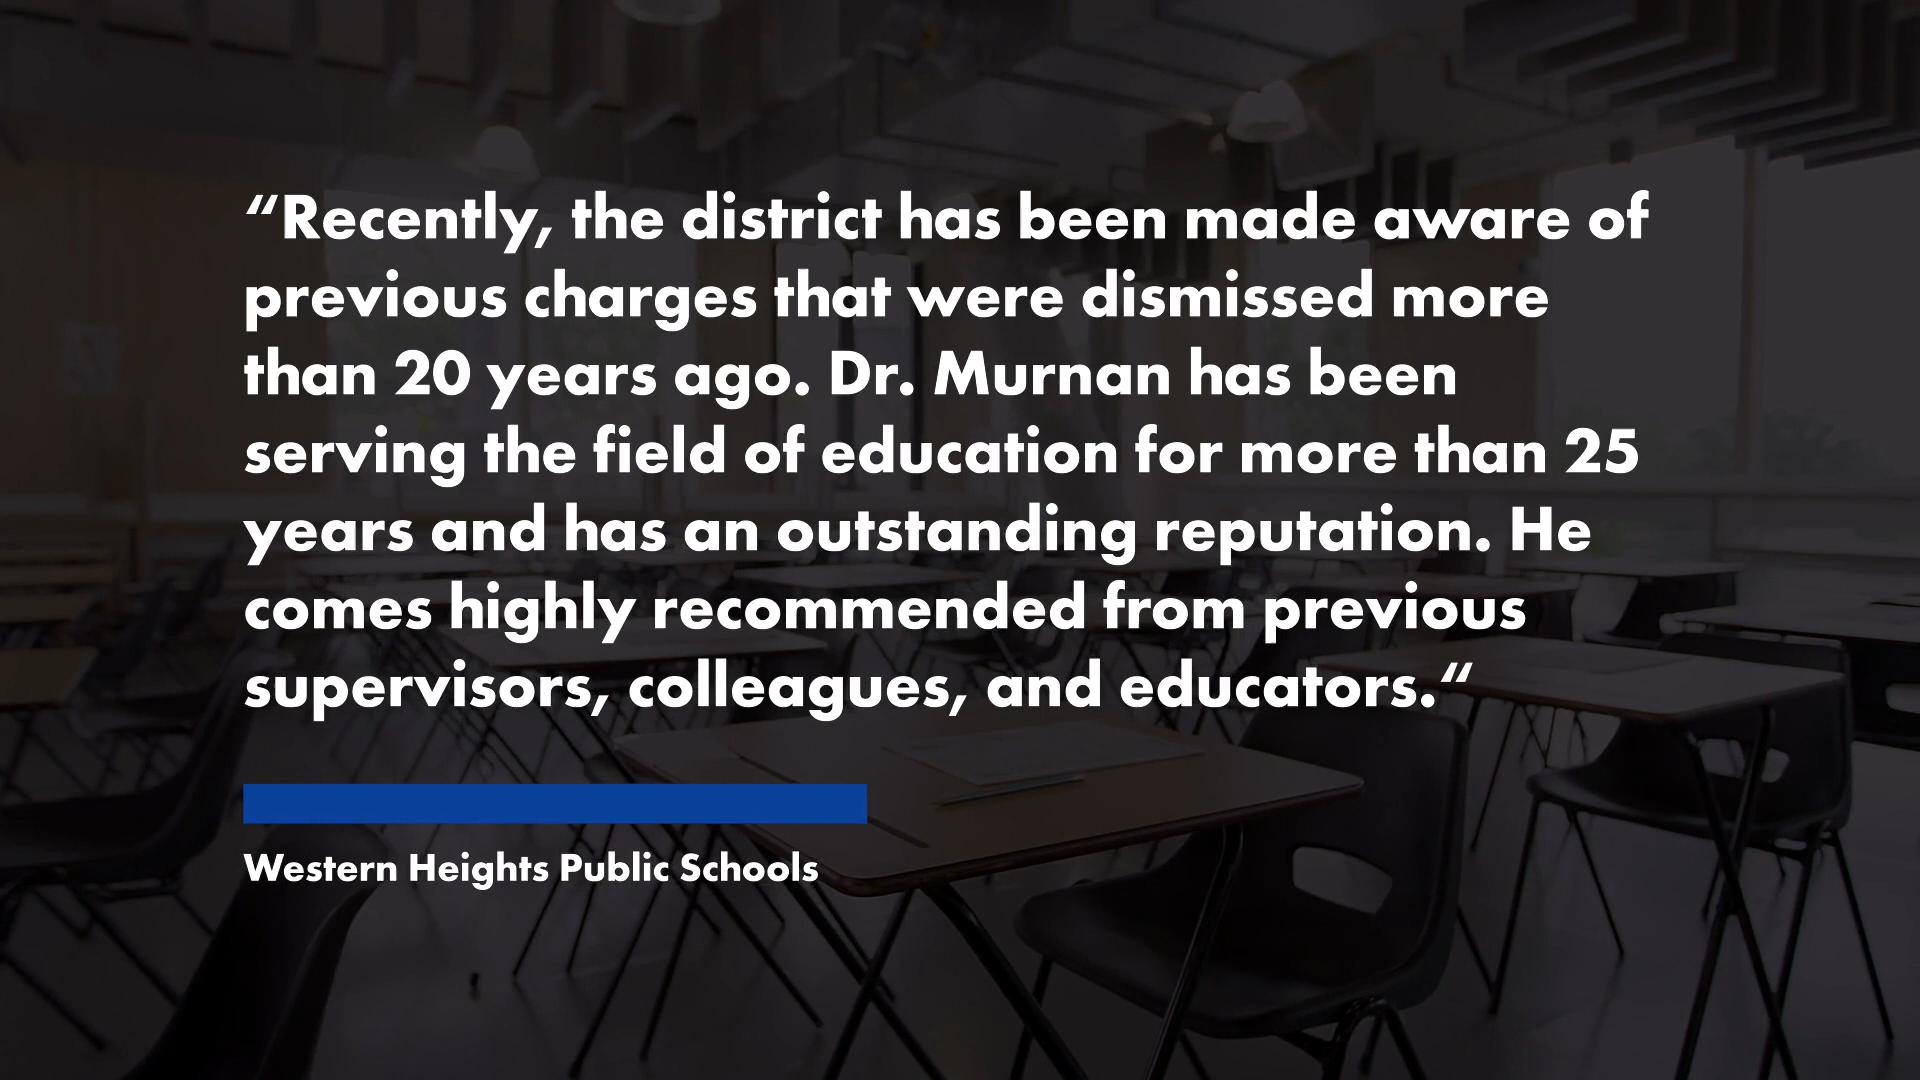 “Recently, the district has been made aware of
previous charges that were dismissed more
than 20 years ago. Dr. Murnan has been
serving the field of education for more than 25
years and has an outstanding reputation. He
comes highly recommended from previous
supervisors, colleagues, and educators.“
Western Heights Public Schools